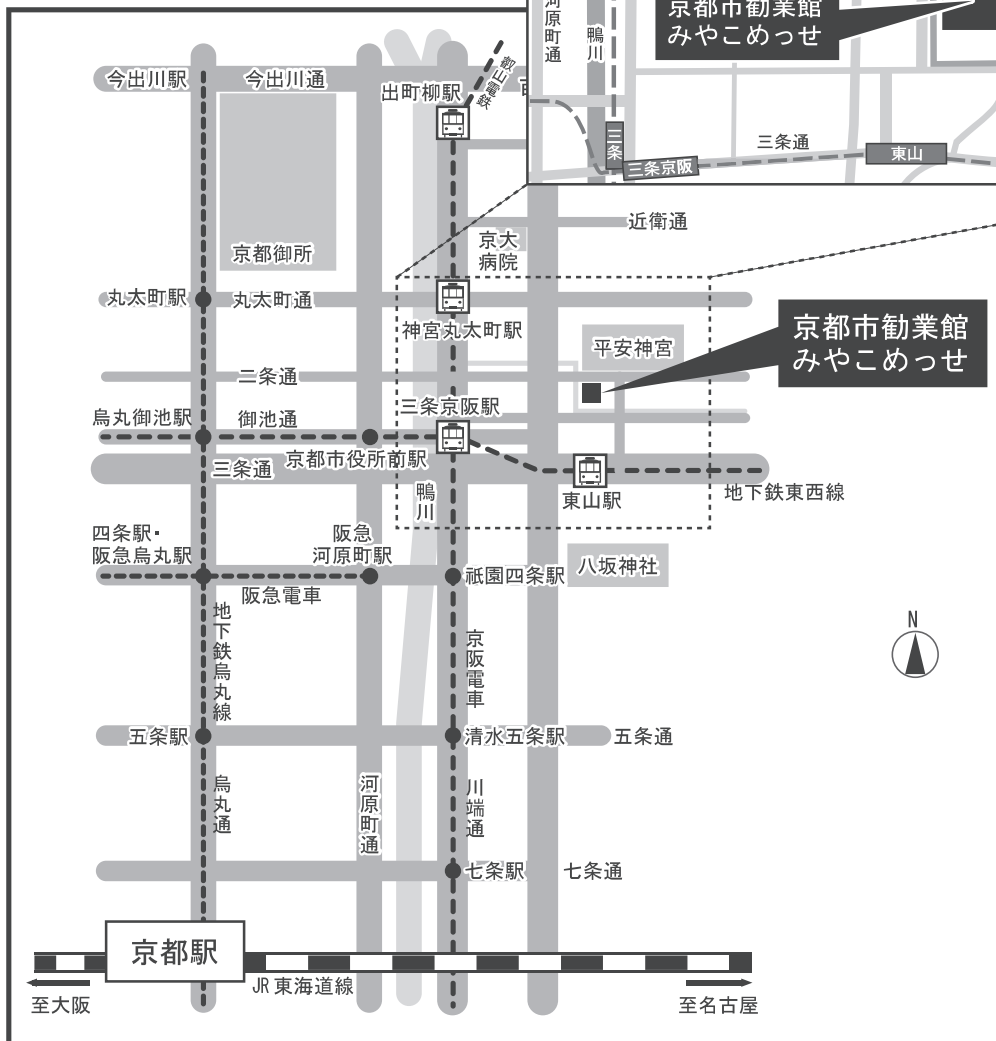 河原町通
鴨川
京都市勧業館
みやこめっせ
三条
三条京阪
三条通
東山
今出川駅
今出川通
出町柳駅
叡山電鉄
京都御所
近衛通
京大
病院
丸太町駅
丸太町通
神宮丸太町駅
平安神宮
京都市勧業館
みやこめっせ
二条通
三条京阪駅
烏丸御池駅
御池通
京都市役所前駅
三条通
鴨川
東山駅
地下鉄東西線
四条駅・
阪急烏丸駅
阪急
河原町駅
祇園四条駅
八坂神社
阪急電車
地下鉄烏丸線
京阪電車
N
五条駅
清水五条駅
五条通
烏丸通
河原町通
川端通
七条駅
七条通
京都駅
JR東海道線
至大阪
至名古屋